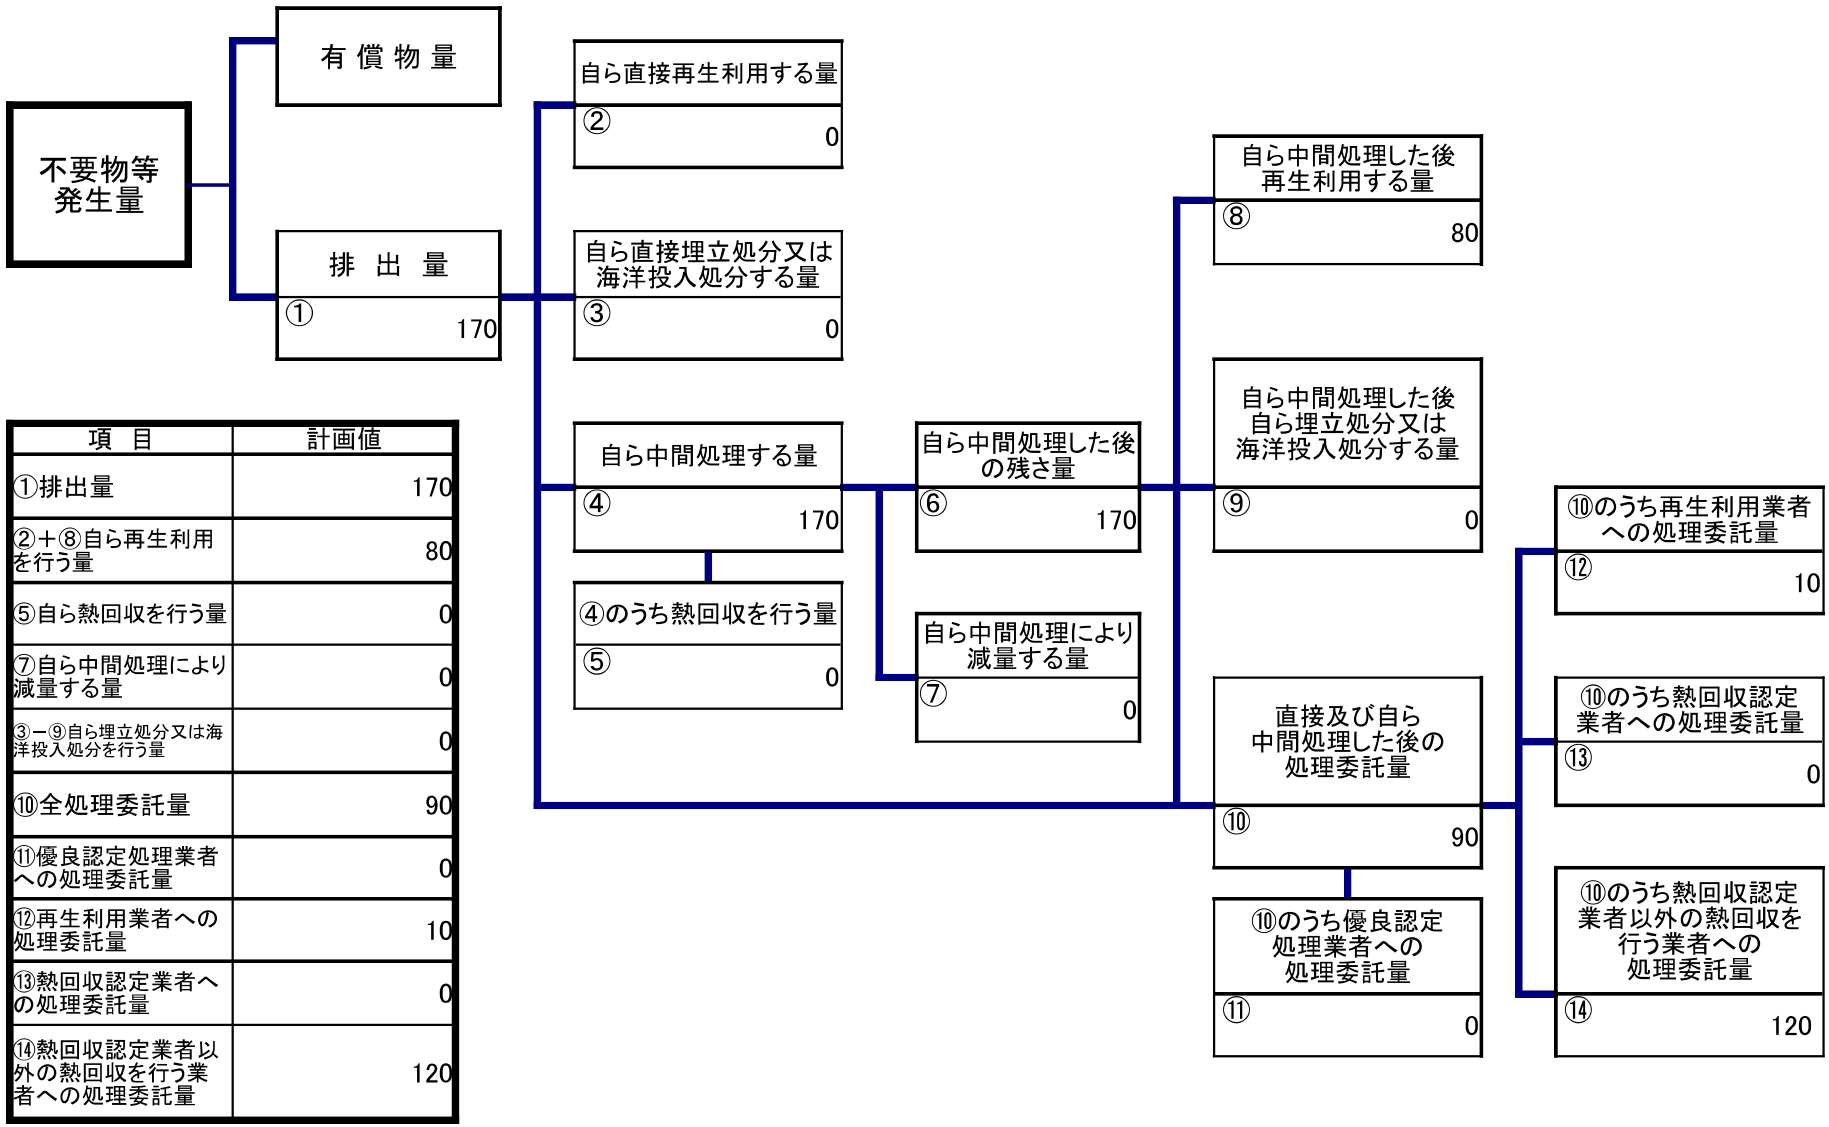 有償物量
不要物等
発生量
排出量
①
170
自ら直接再生利用する量
②
0
自ら直接埋立処分又は
海洋投入処分する量
③
0
自ら中間処理する量
④
170
④のうち熱回収を行う量
⑤
0
自ら中間処理した後
の残さ量
⑥
170
自ら中間処理により
減量する量
⑦
0
自ら中間処理した後
再生利用する量
⑧
80
自ら中間処理した後
自ら埋立処分又は
海洋投入処分する量
⑨
0
直接及び自ら
中間処理した後の
処理委託量
⑩
90
⑩のうち優良認定
処理業者への
処理委託量
⑪
0
⑩のうち再生利用業者
への処理委託量
⑫
10
⑩のうち熱回収認定
業者への処理委託量
⑬
0
⑩のうち熱回収認定
業者以外の熱回収を
行う業者への
処理委託量
⑭
120
項 目 計画値
①排出量 170
②＋⑧自ら再生利用
を行う量 80
⑤自ら熱回収を行う量 0
⑦自ら中間処理により
減量する量 0
③－⑨自ら埋立処分又は海
洋投入処分を行う量 0
⑩全処理委託量 90
⑪優良認定処理業者
への処理委託量 0
⑫再生利用業者への
処理委託量 10
⑬熱回収認定業者へ
の処理委託量 0
⑭熱回収認定業者以
外の熱回収を行う業
者への処理委託量 120